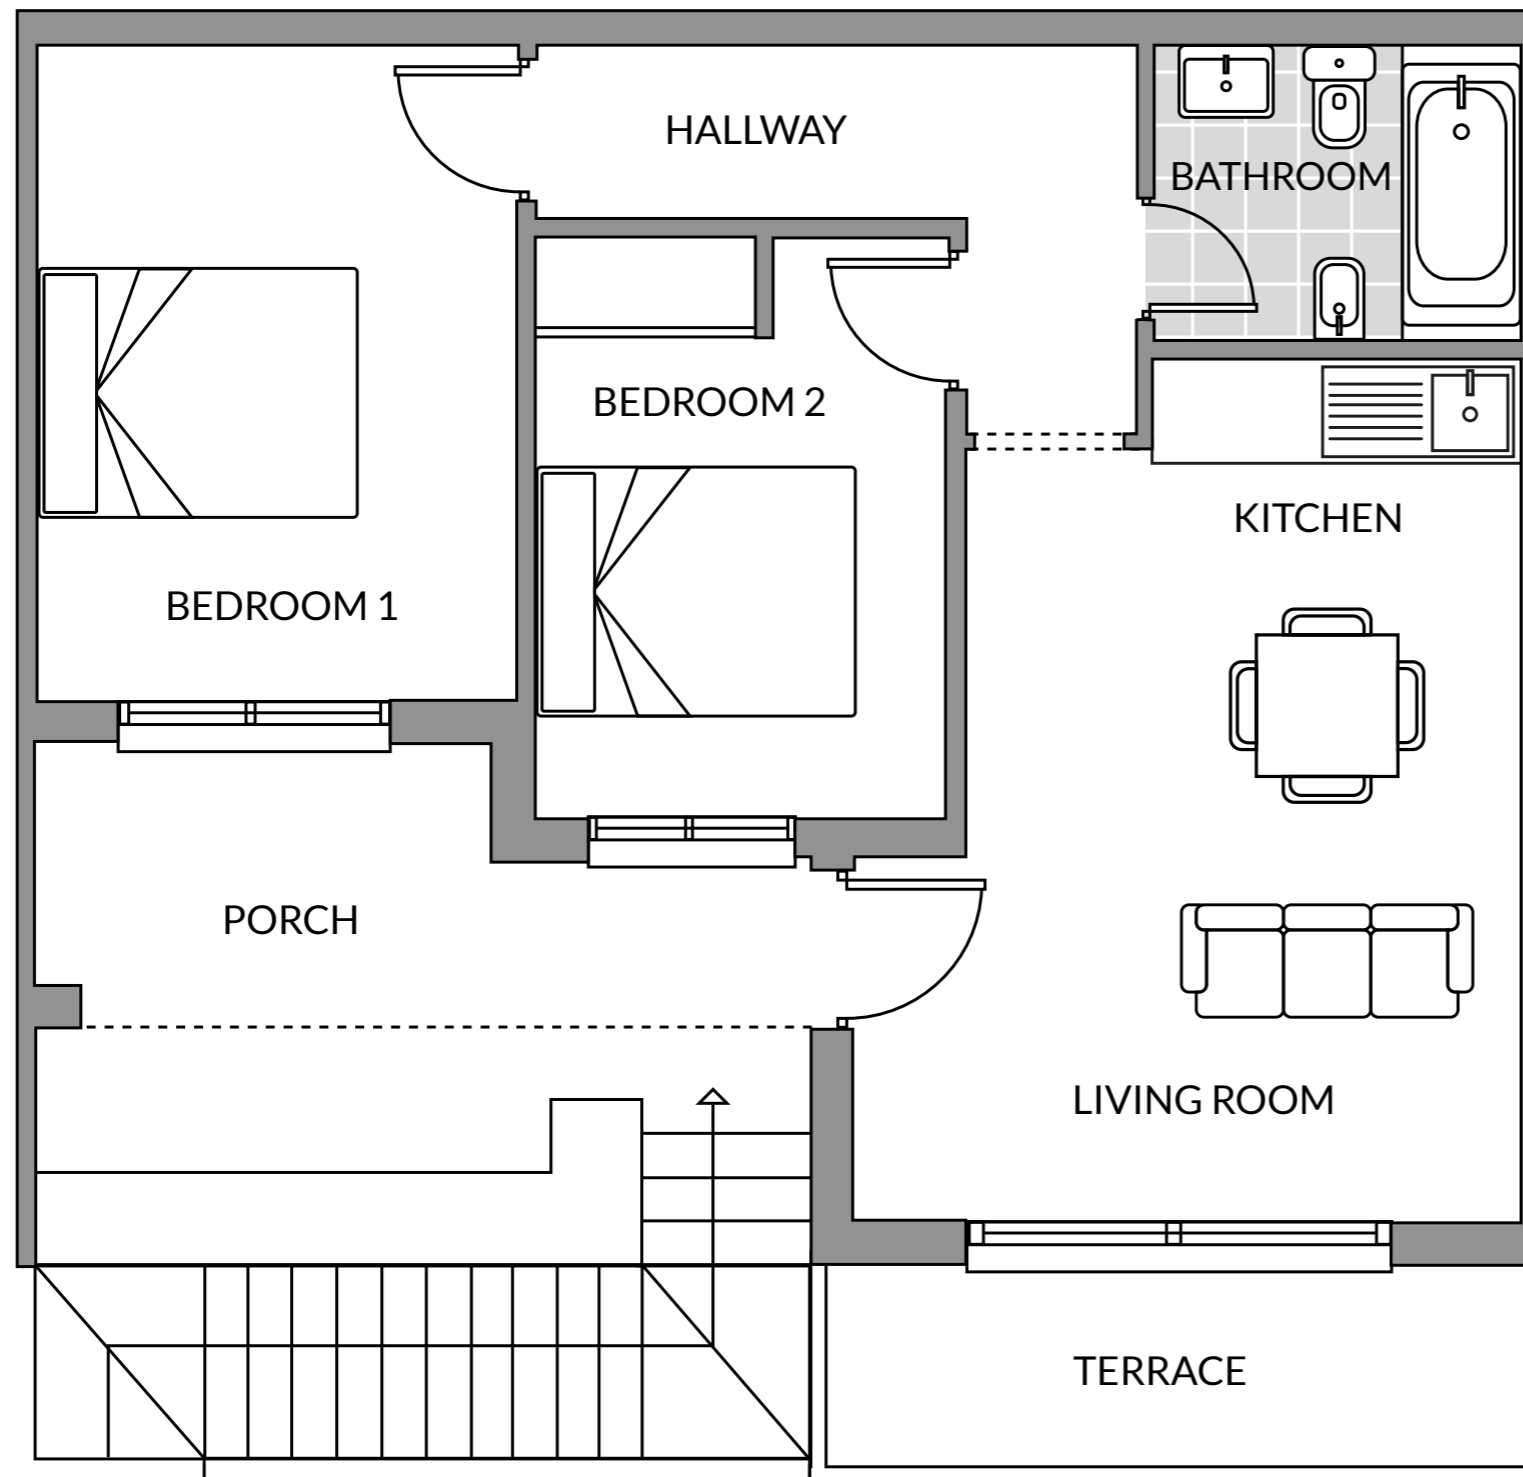 HALLWAY
BATHROOM
BEDROOM 2
KITCHEN
BEDROOM 1
PORCH
LIVING ROOM
TERRACE